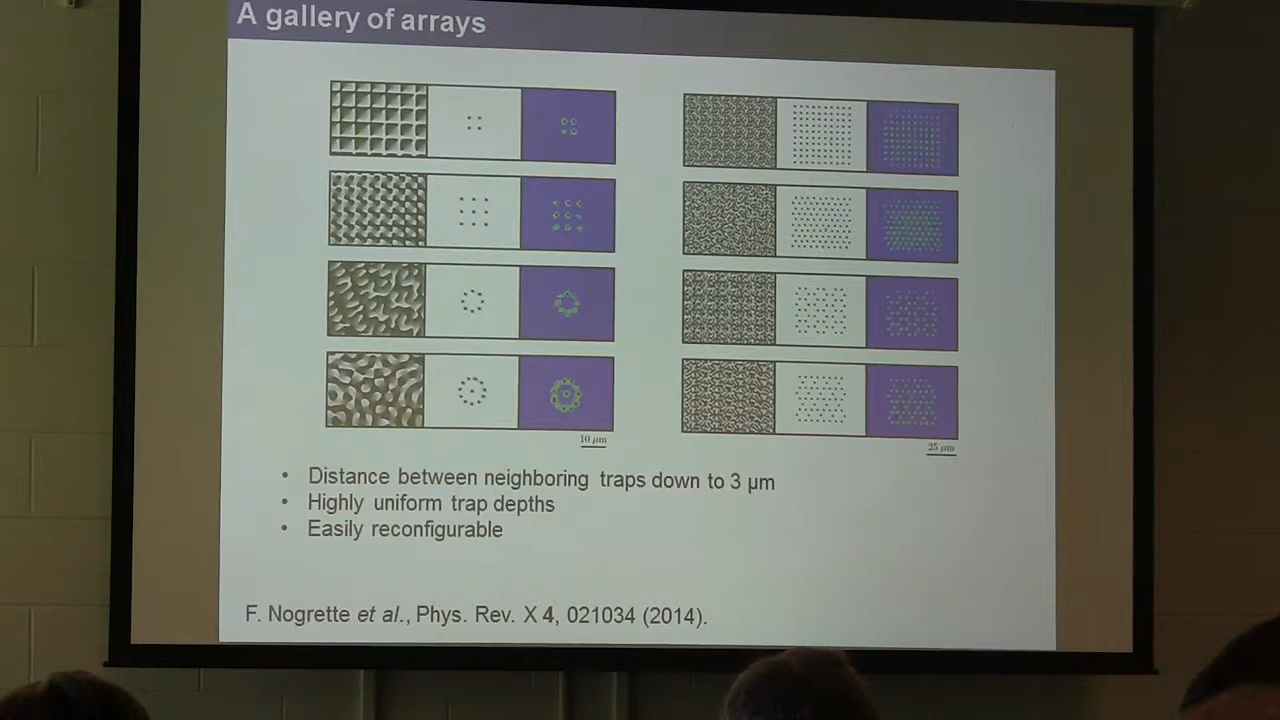 A gallery of arrays
10 μm
25 μm
• Distance between neighboring traps down to 3 μm
• Highly uniform trap depths
• Easily reconfigurable
F. Nogrette et al., Phys. Rev. X 4, 021034 (2014).